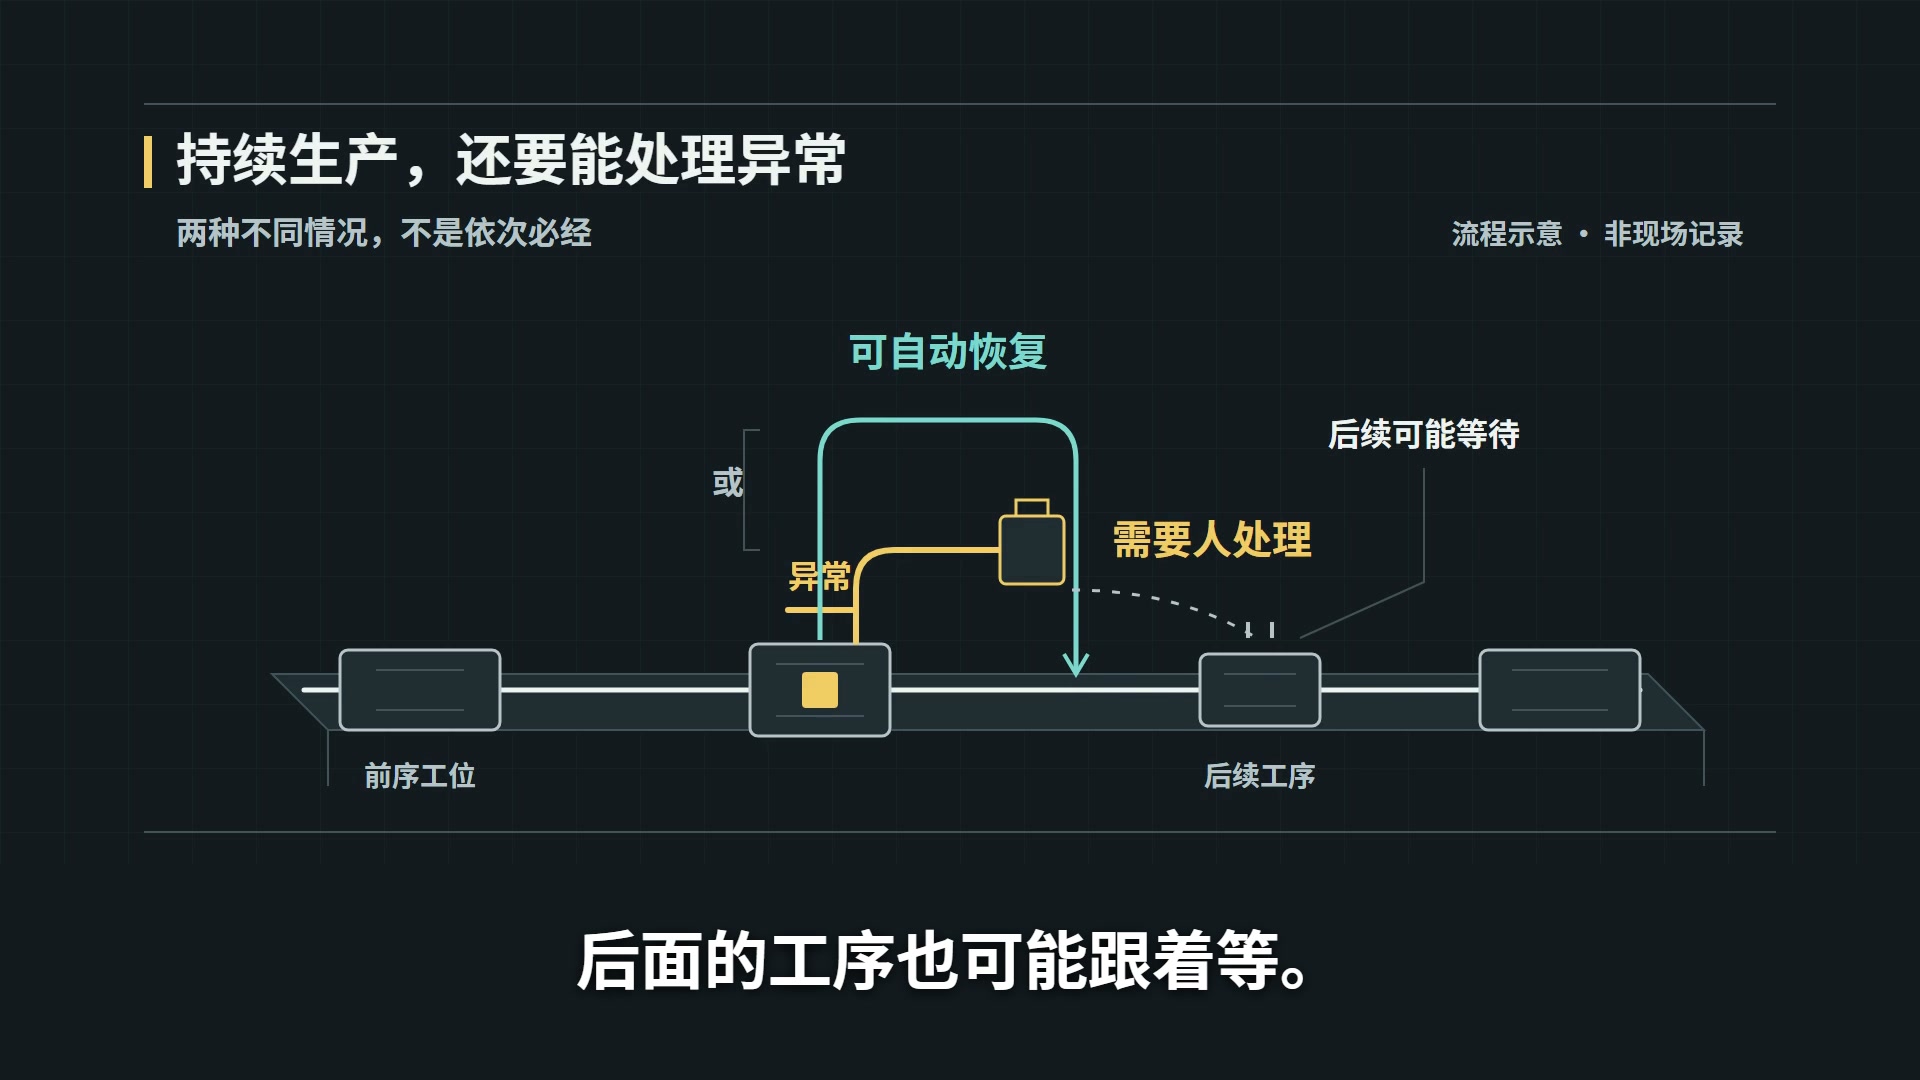 持续生产，还要能处理异常
两种不同情况，不是依次必经
流程示意 · 非现场记录
可自动恢复
后续可能等待
或
需要人处理
异常
前序工位
后续工序
后面的工序也可能跟着等。